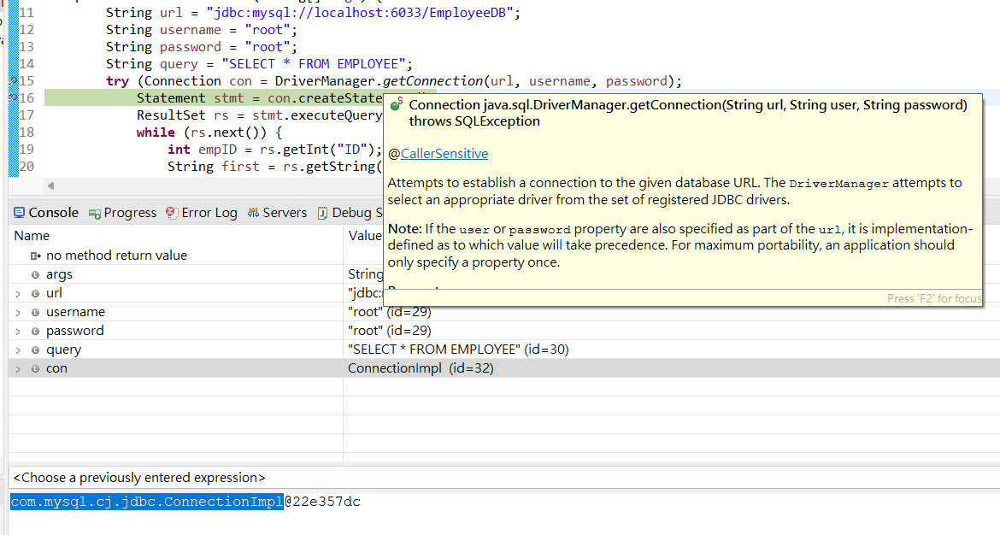 11 String url = "jdbc:mysql://localhost:6033/EmployeeDB";
12 String username = "root";
13 String password = "root";
14 String query = "SELECT * FROM EMPLOYEE";
15 try (Connection con = DriverManager.getConnection(url, username, password);
16 Statement stmt = con.createState
17 ResultSet rs = stmt.executeQuery
18 while (rs.next()) {
19 int empID = rs.getInt("ID");
20 String first = rs.getString(
Connection java.sql.DriverManager.getConnection(String url, String user, String password)
throws SQLException
@CallerSensitive
Attempts to establish a connection to the given database URL. The DriverManager attempts to
select an appropriate driver from the set of registered JDBC drivers.
Note: If the user or password property are also specified as part of the url, it is implementation-
defined as to which value will take precedence. For maximum portability, an application should
only specify a property once.
Press 'F2' for focus
Console Progress Error Log Servers Debug S
Name Value
no method return value
args String
url "jdbc:
username "root" (id=29)
password "root" (id=29)
query "SELECT * FROM EMPLOYEE" (id=30)
con ConnectionImpl (id=32)
<Choose a previously entered expression>
com.mysql.cj.jdbc.ConnectionImpl@22e357dc